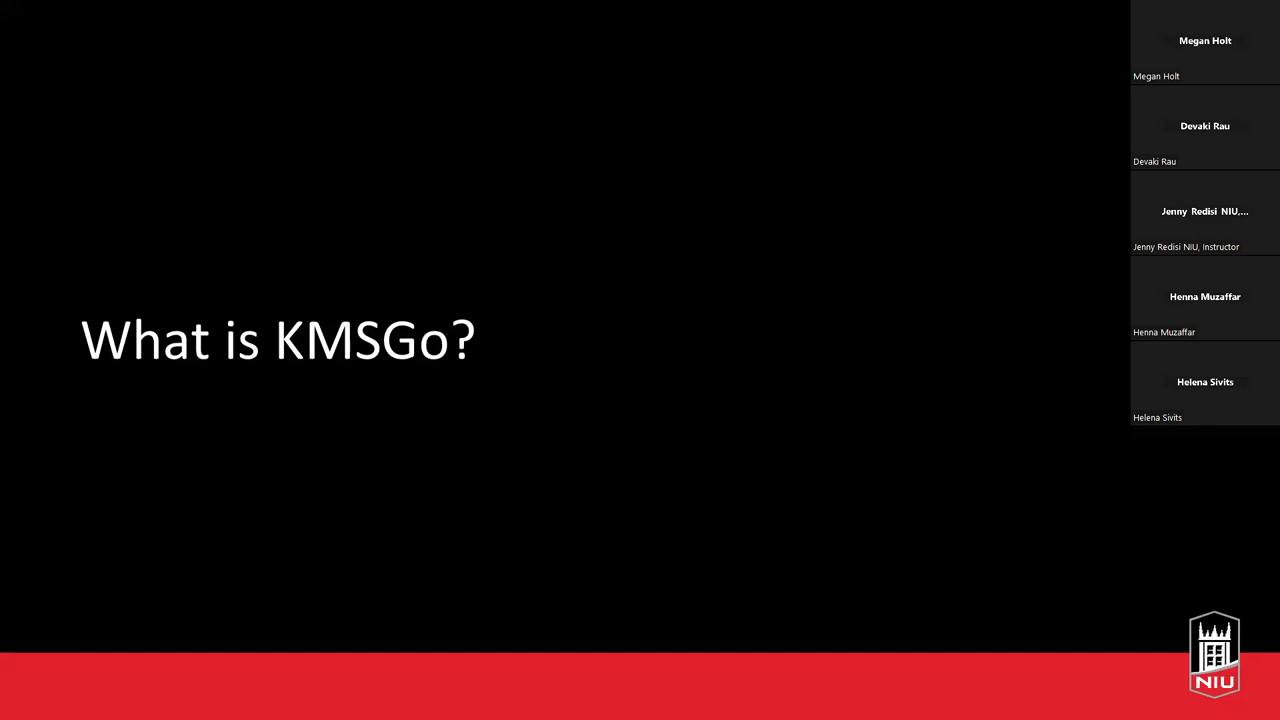 What is KMSGo?
Megan Holt
Megan Holt
Devaki Rau
Devaki Rau
Jenny Redisi NIU,...
Jenny Redisi NIU, Instructor
Henna Muzaffar
Henna Muzaffar
Helena Sivits
Helena Sivits
NIU